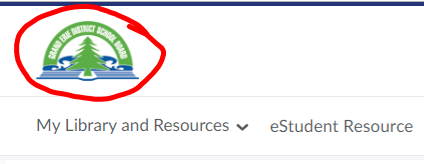 GRAND ERIE DISTRICT SCHOOL BOARD
My Library and Resources
eStudent Resource